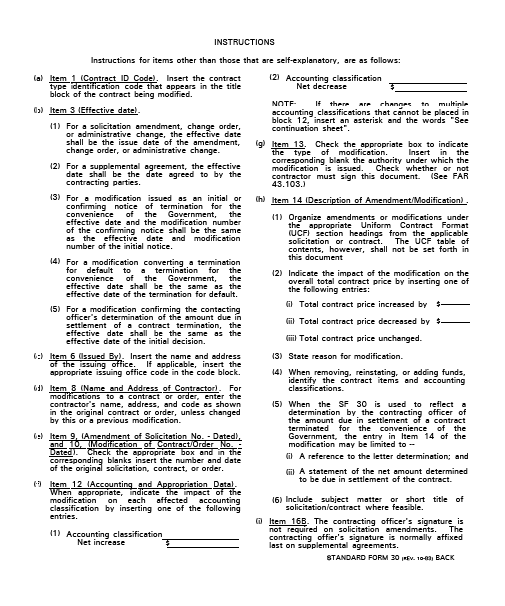 INSTRUCTIONS
Instructions for items other than those that are self-explanatory, are as follows:
(a) Item 1 (Contract ID Code). Insert the contract
type identification code that appears in the title
block of the contract being modified.
(b) Item 3 (Effective date).
(1) For a solicitation amendment, change order,
or administrative change, the effective date
shall be the issue date of the amendment,
change order, or administrative change.
(2) For a supplemental agreement, the effective
date shall be the date agreed to by the
contracting parties.
(3) For a modification issued as an initial or
confirming notice of termination for the
convenience of the Government, the
effective date and the modification number
of the confirming notice shall be the same
as the effective date and modification
number of the initial notice.
(4) For a modification converting a termination
for default to a termination for the
convenience of the Government, the
effective date shall be the same as the
effective date of the termination for default.
(5) For a modification confirming the contacting
officer's determination of the amount due in
settlement of a contract termination, the
effective date shall be the same as the
effective date of the initial decision.
(c) Item 6 (Issued By). Insert the name and address
of the issuing office. If applicable, insert the
appropriate issuing office code in the code block.
(d) Item 8 (Name and Address of Contractor). For
modifications to a contract or order, enter the
contractor's name, address, and code as shown
in the original contract or order, unless changed
by this or a previous modification.
(e) Item 9, (Amendment of Solicitation No. - Dated),
and 10, (Modification of Contract/Order No. -
Dated). Check the appropriate box and in the
corresponding blanks insert the number and date
of the original solicitation, contract, or order.
(f) Item 12 (Accounting and Appropriation Data).
When appropriate, indicate the impact of the
modification on each affected accounting
classification by inserting one of the following
entries.
(1) Accounting classification
Net increase $
(2) Accounting classification
Net decrease $
NOTE: If there are changes to multiple
accounting classifications that cannot be placed in
block 12, insert an asterisk and the words "See
continuation sheet".
(g) Item 13. Check the appropriate box to indicate
the type of modification. Insert in the
corresponding blank the authority under which the
modification is issued. Check whether or not
contractor must sign this document. (See FAR
43.103.)
(h) Item 14 (Description of Amendment/Modification).
(1) Organize amendments or modifications under
the appropriate Uniform Contract Format
(UCF) section headings from the applicable
solicitation or contract. The UCF table of
contents, however, shall not be set forth in
this document
(2) Indicate the impact of the modification on the
overall total contract price by inserting one of
the following entries:
(i) Total contract price increased by $
(ii) Total contract price decreased by $
(iii) Total contract price unchanged.
(3) State reason for modification.
(4) When removing, reinstating, or adding funds,
identify the contract items and accounting
classifications.
(5) When the SF 30 is used to reflect a
determination by the contracting officer of
the amount due in settlement of a contract
terminated for the convenience of the
Government, the entry in Item 14 of the
modification may be limited to --
(i) A reference to the letter determination; and
(ii) A statement of the net amount determined
to be due in settlement of the contract.
(6) Include subject matter or short title of
solicitation/contract where feasible.
(i) Item 16B. The contracting officer's signature is
not required on solicitation amendments. The
contracting offier's signature is normally affixed
last on supplemental agreements.
STANDARD FORM 30 (REV. 10-83) BACK